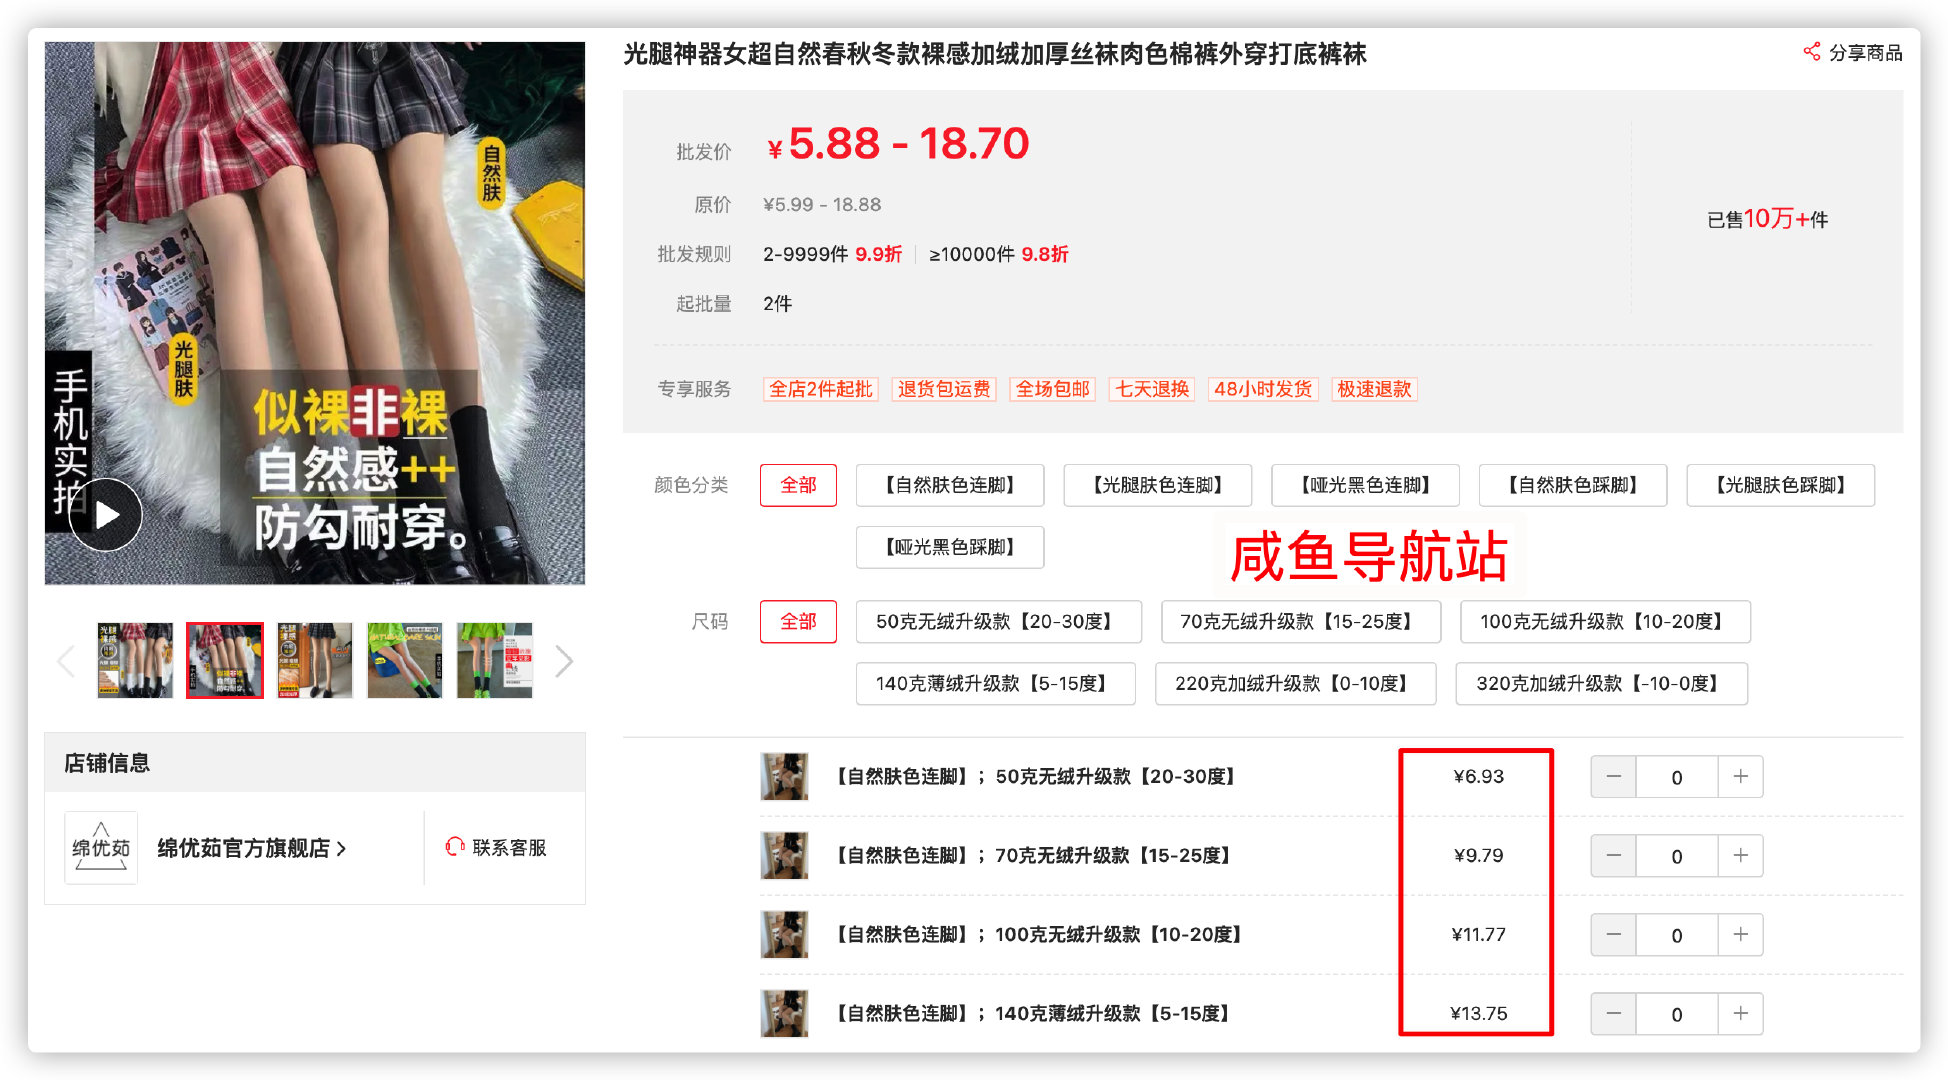 光腿神器女超自然春秋冬款裸感加绒加厚丝袜肉色棉裤外穿打底裤袜
分享商品
批发价 ¥5.88 - 18.70
原价 ¥5.99 - 18.88
已售10万+件
批发规则 2-9999件 9.9折 ≥10000件 9.8折
起批量 2件
专享服务 全店2件起批 退货包运费 全场包邮 七天退换 48小时发货 极速退款
自然肤
光腿肤
手机实拍
似裸非裸
自然感++
防勾耐穿。
颜色分类 全部 【自然肤色连脚】 【光腿肤色连脚】 【哑光黑色连脚】 【自然肤色踩脚】 【光腿肤色踩脚】
【哑光黑色踩脚】
咸鱼导航站
尺码 全部 50克无绒升级款【20-30度】 70克无绒升级款【15-25度】 100克无绒升级款【10-20度】
140克薄绒升级款【5-15度】 220克加绒升级款【0-10度】 320克加绒升级款【-10-0度】
店铺信息
绵优茹
绵优茹官方旗舰店
联系客服
【自然肤色连脚】；50克无绒升级款【20-30度】 ¥6.93 0
【自然肤色连脚】；70克无绒升级款【15-25度】 ¥9.79 0
【自然肤色连脚】；100克无绒升级款【10-20度】 ¥11.77 0
【自然肤色连脚】；140克薄绒升级款【5-15度】 ¥13.75 0